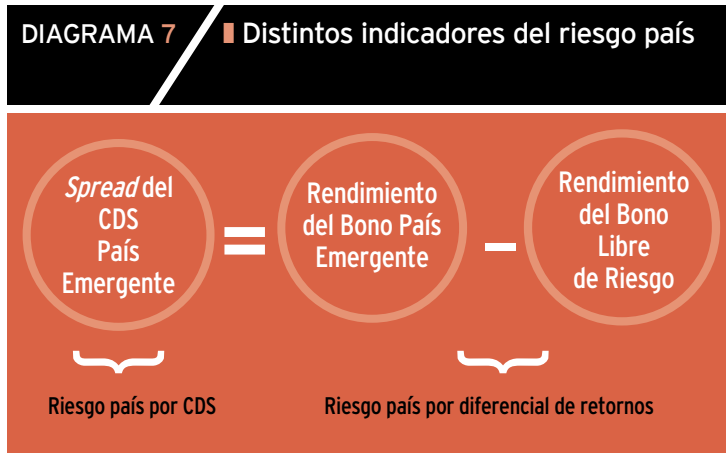 DIAGRAMA 7
Distintos indicadores del riesgo país
Spread del
CDS
País
Emergente
=
Rendimiento
del Bono País
Emergente
–
Rendimiento
del Bono
Libre
de Riesgo
Riesgo país por CDS
Riesgo país por diferencial de retornos